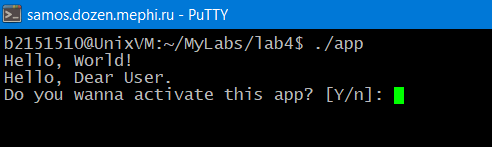 samos.dozen.mephi.ru - PuTTY
b2151510@UnixVM:~/MyLabs/lab4$ ./app
Hello, World!
Hello, Dear User.
Do you wanna activate this app? [Y/n]: